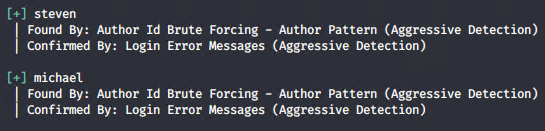 [+] steven
| Found By: Author Id Brute Forcing - Author Pattern (Aggressive Detection)
| Confirmed By: Login Error Messages (Aggressive Detection)
[+] michael
| Found By: Author Id Brute Forcing - Author Pattern (Aggressive Detection)
| Confirmed By: Login Error Messages (Aggressive Detection)